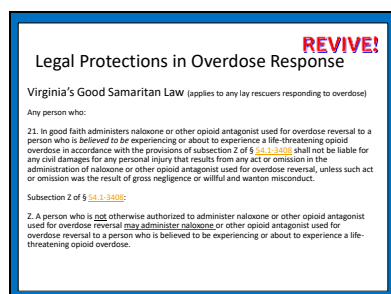 REVIVE!
Legal Protections in Overdose Response
Virginia's Good Samaritan Law (applies to any lay rescuers responding to overdose)
Any person who:
21. In good faith administers naloxone or other opioid antagonist used for overdose reversal to a
person who is believed to be experiencing or about to experience a life-threatening opioid
overdose in accordance with the provisions of subsection Z of § 54.1-3408 shall not be liable for
any civil damages for any personal injury that results from any act or omission in the
administration of naloxone or other opioid antagonist used for overdose reversal, unless such act
or omission was the result of gross negligence or willful and wanton misconduct.
Subsection Z of § 54.1-3408:
Z. A person who is not otherwise authorized to administer naloxone or other opioid antagonist
used for overdose reversal may administer naloxone or other opioid antagonist used for
overdose reversal to a person who is believed to be experiencing or about to experience a life-
threatening opioid overdose.